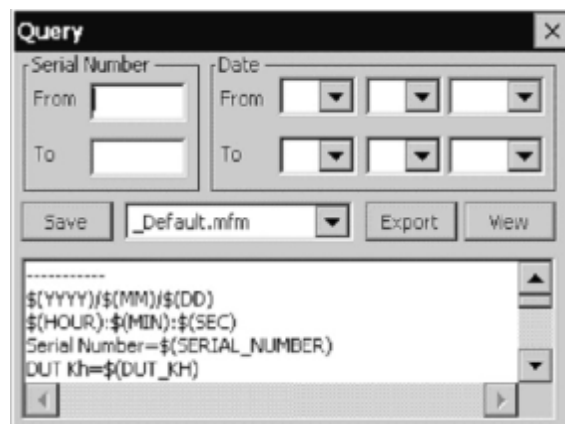 Query
Serial Number
Date
From
From
To
To
Save
_Default.mfm
Export
View
-----------
$(YYYY)/$(MM)/$(DD)
$(HOUR):$(MIN):$(SEC)
Serial Number=$(SERIAL_NUMBER)
DUT Kh=$(DUT_KH)